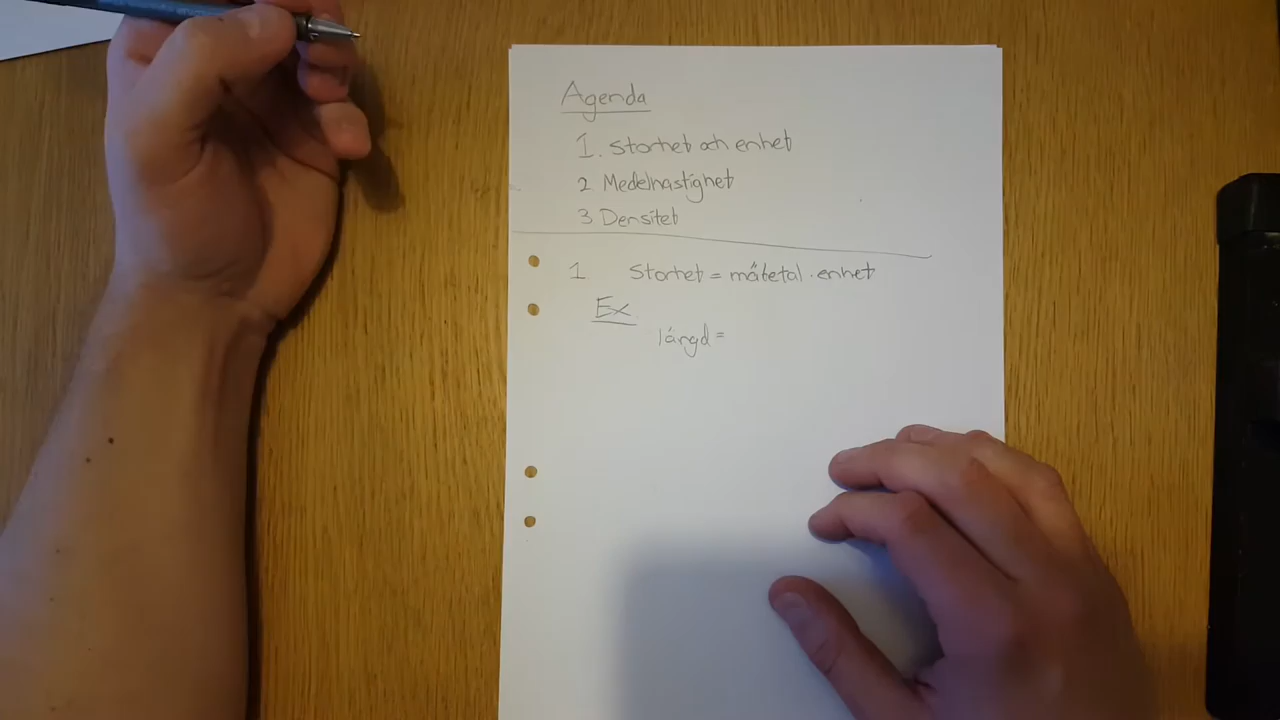 Agenda
1. Storhet och enhet
2 Medelhastighet
3 Densitet
1 Storhet = mätetal · enhet
Ex
längd =